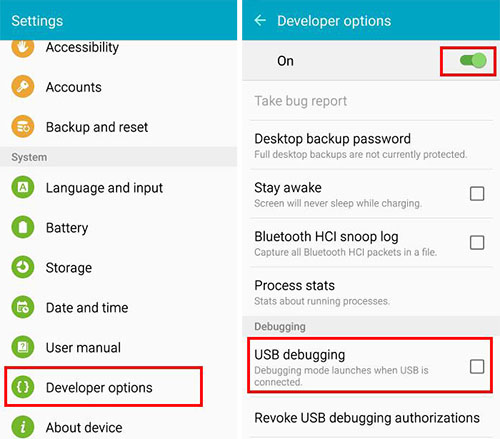 Settings
Accessibility
Accounts
Backup and reset
System
Language and input
Battery
Storage
Date and time
User manual
Developer options
About device
Developer options
On
Take bug report
Desktop backup password
Full desktop backups are not currently protected.
Stay awake
Screen will never sleep while charging.
Bluetooth HCI snoop log
Capture all Bluetooth HCI packets in a file.
Process stats
Stats about running processes.
Debugging
USB debugging
Debugging mode launches when USB is
connected.
Revoke USB debugging authorizations